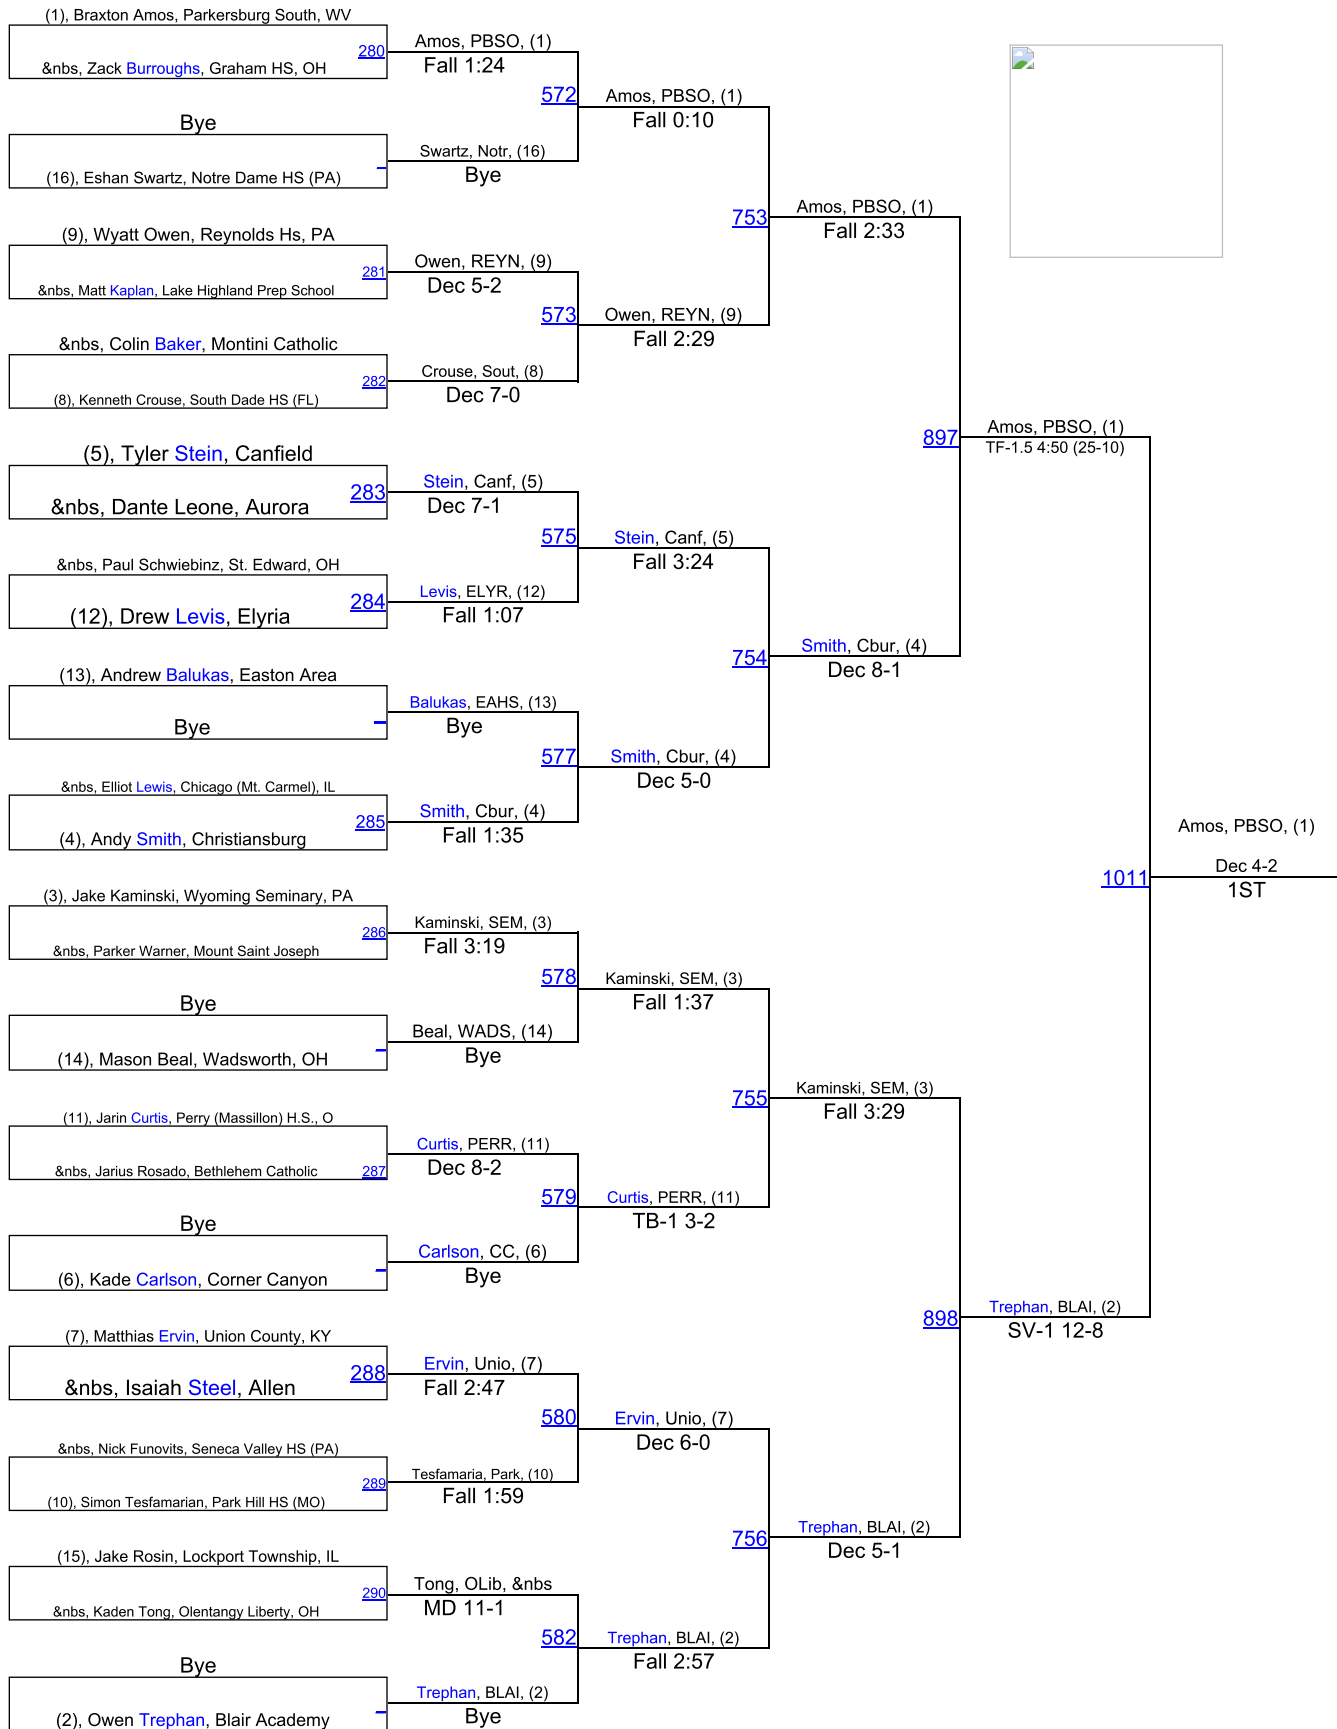 (1), Braxton Amos, Parkersburg South, WV
280
&nbs, Zack Burroughs, Graham HS, OH
Amos, PBSO, (1)
Fall 1:24
572
Amos, PBSO, (1)
Fall 0:10
Bye
(16), Eshan Swartz, Notre Dame HS (PA)
Swartz, Notr, (16)
Bye
753
Amos, PBSO, (1)
Fall 2:33
(9), Wyatt Owen, Reynolds Hs, PA
281
&nbs, Matt Kaplan, Lake Highland Prep School
Owen, REYN, (9)
Dec 5-2
573
Owen, REYN, (9)
Fall 2:29
&nbs, Colin Baker, Montini Catholic
282
(8), Kenneth Crouse, South Dade HS (FL)
Crouse, Sout, (8)
Dec 7-0
897
Amos, PBSO, (1)
TF-1.5 4:50 (25-10)
(5), Tyler Stein, Canfield
283
&nbs, Dante Leone, Aurora
Stein, Canf, (5)
Dec 7-1
575
Stein, Canf, (5)
Fall 3:24
&nbs, Paul Schwiebinz, St. Edward, OH
284
(12), Drew Levis, Elyria
Levis, ELYR, (12)
Fall 1:07
754
Smith, Cbur, (4)
Dec 8-1
(13), Andrew Balukas, Easton Area
Bye
Balukas, EAHS, (13)
Bye
577
Smith, Cbur, (4)
Dec 5-0
&nbs, Elliot Lewis, Chicago (Mt. Carmel), IL
285
(4), Andy Smith, Christiansburg
Smith, Cbur, (4)
Fall 1:35
Amos, PBSO, (1)
1011
Dec 4-2
1ST
(3), Jake Kaminski, Wyoming Seminary, PA
286
&nbs, Parker Warner, Mount Saint Joseph
Kaminski, SEM, (3)
Fall 3:19
578
Kaminski, SEM, (3)
Fall 1:37
Bye
(14), Mason Beal, Wadsworth, OH
Beal, WADS, (14)
Bye
755
Kaminski, SEM, (3)
Fall 3:29
(11), Jarin Curtis, Perry (Massillon) H.S., O
287
&nbs, Jarius Rosado, Bethlehem Catholic
Curtis, PERR, (11)
Dec 8-2
579
Curtis, PERR, (11)
TB-1 3-2
Bye
(6), Kade Carlson, Corner Canyon
Carlson, CC, (6)
Bye
898
Trephan, BLAI, (2)
SV-1 12-8
(7), Matthias Ervin, Union County, KY
288
&nbs, Isaiah Steel, Allen
Ervin, Unio, (7)
Fall 2:47
580
Ervin, Unio, (7)
Dec 6-0
&nbs, Nick Funovits, Seneca Valley HS (PA)
289
(10), Simon Tesfamarian, Park Hill HS (MO)
Tesfamaria, Park, (10)
Fall 1:59
756
Trephan, BLAI, (2)
Dec 5-1
(15), Jake Rosin, Lockport Township, IL
290
&nbs, Kaden Tong, Olentangy Liberty, OH
Tong, OLib, &nbs
MD 11-1
582
Trephan, BLAI, (2)
Fall 2:57
Bye
(2), Owen Trephan, Blair Academy
Trephan, BLAI, (2)
Bye